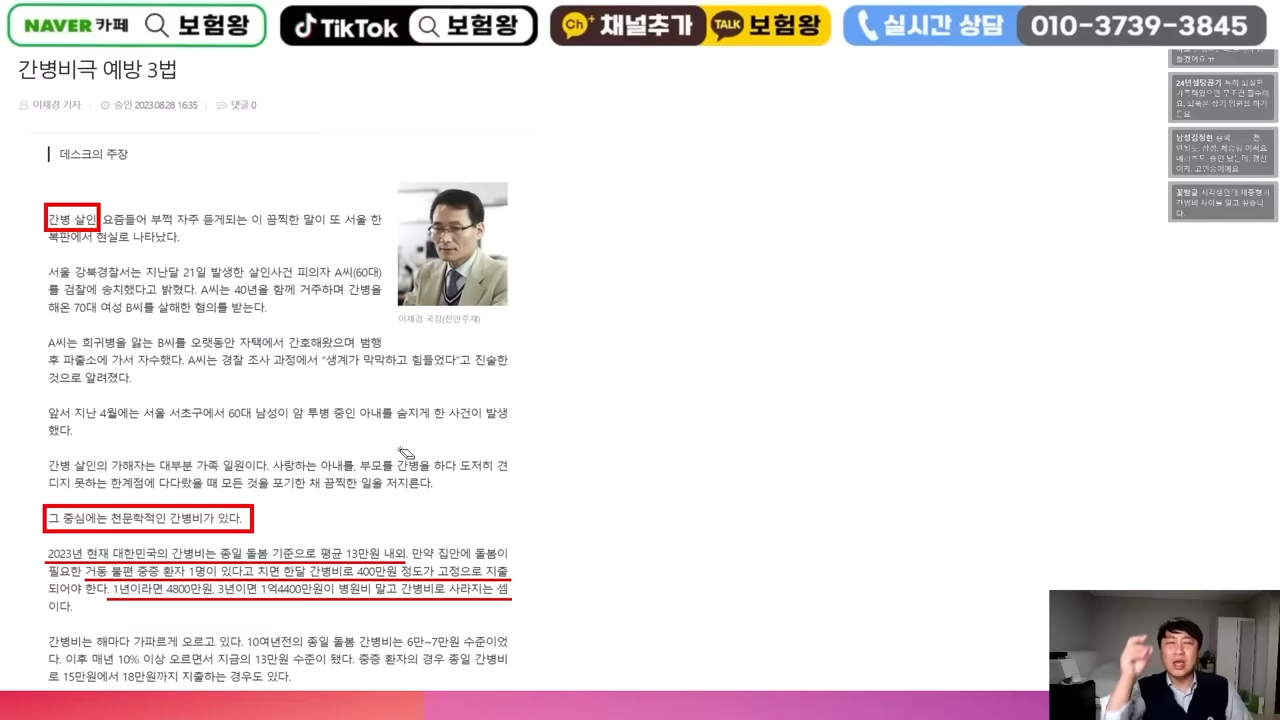 NAVER 카페 보험왕
TikTok 보험왕
Ch+ 채널추가 TALK 보험왕
실시간 상담 010-3739-3845
간병비극 예방 3법
이재경 기자 승인 2023.08.28 16:35 댓글 0
데스크의 주장
간병 살인 요즘들어 부쩍 자주 듣게되는 이 끔찍한 말이 또 서울 한
복판에서 현실로 나타났다.
서울 강북경찰서는 지난달 21일 발생한 살인사건 피의자 A씨(60대)
를 검찰에 송치했다고 밝혔다. A씨는 40년을 함께 거주하며 간병을
해온 70대 여성 B씨를 살해한 혐의를 받는다.
이재경 국장(천안주재)
A씨는 희귀병을 앓는 B씨를 오랫동안 자택에서 간호해왔으며 범행
후 파출소에 가서 자수했다. A씨는 경찰 조사 과정에서 "생계가 막막하고 힘들었다"고 진술한
것으로 알려졌다.
앞서 지난 4월에는 서울 서초구에서 60대 남성이 암 투병 중인 아내를 숨지게 한 사건이 발생
했다.
간병 살인의 가해자는 대부분 가족 일원이다. 사랑하는 아내를, 부모를 간병을 하다 도저히 견
디지 못하는 한계점에 다다랐을 때 모든 것을 포기한 채 끔찍한 일을 저지른다.
그 중심에는 천문학적인 간병비가 있다.
2023년 현재 대한민국의 간병비는 종일 돌봄 기준으로 평균 13만원 내외. 만약 집안에 돌봄이
필요한 거동 불편 중증 환자 1명이 있다고 치면 한달 간병비로 400만원 정도가 고정으로 지출
되어야 한다. 1년이라면 4800만원, 3년이면 1억4400만원이 병원비 말고 간병비로 사라지는 셈
이다.
간병비는 해마다 가파르게 오르고 있다. 10여년전의 종일 돌봄 간병비는 6만~7만원 수준이었
다. 이후 매년 10% 이상 오르면서 지금의 13만원 수준이 됐다. 중증 환자의 경우 종일 간병비
로 15만원에서 18만원까지 지출하는 경우도 있다.